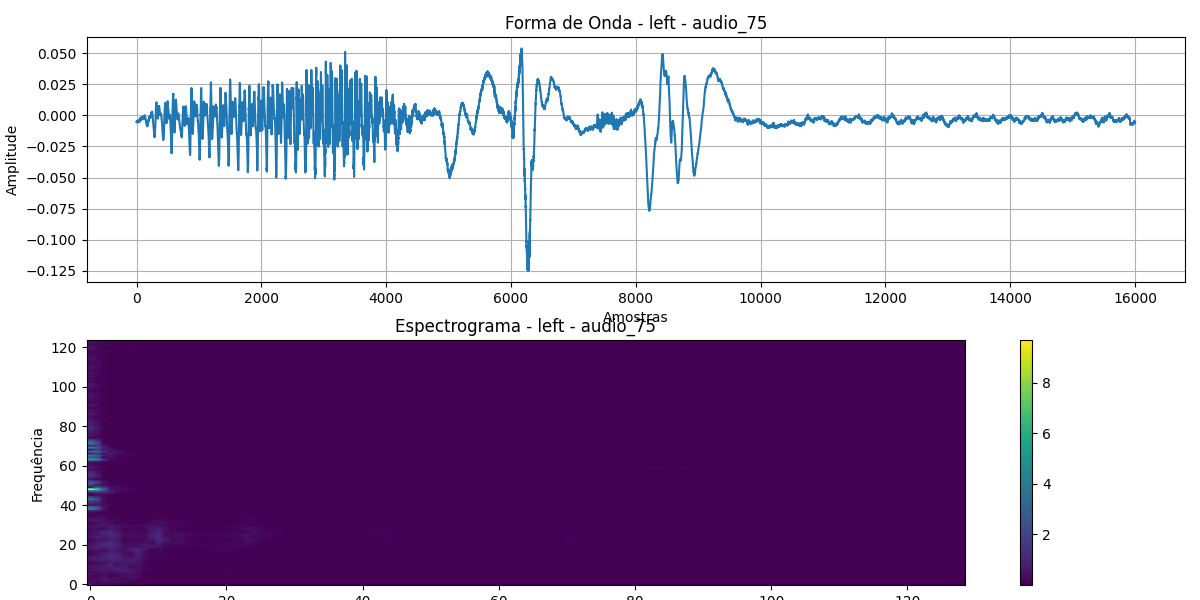 Forma de Onda - left - audio_75
0.050
0.025
0.000
−0.025
−0.050
−0.075
−0.100
−0.125
Amplitude
0 2000 4000 6000 8000 10000 12000 14000 16000
Amostras
Espectrograma - left - audio_75
120
100
80
60
40
20
0
Frequência
0 20 40 60 80 100 120
8
6
4
2